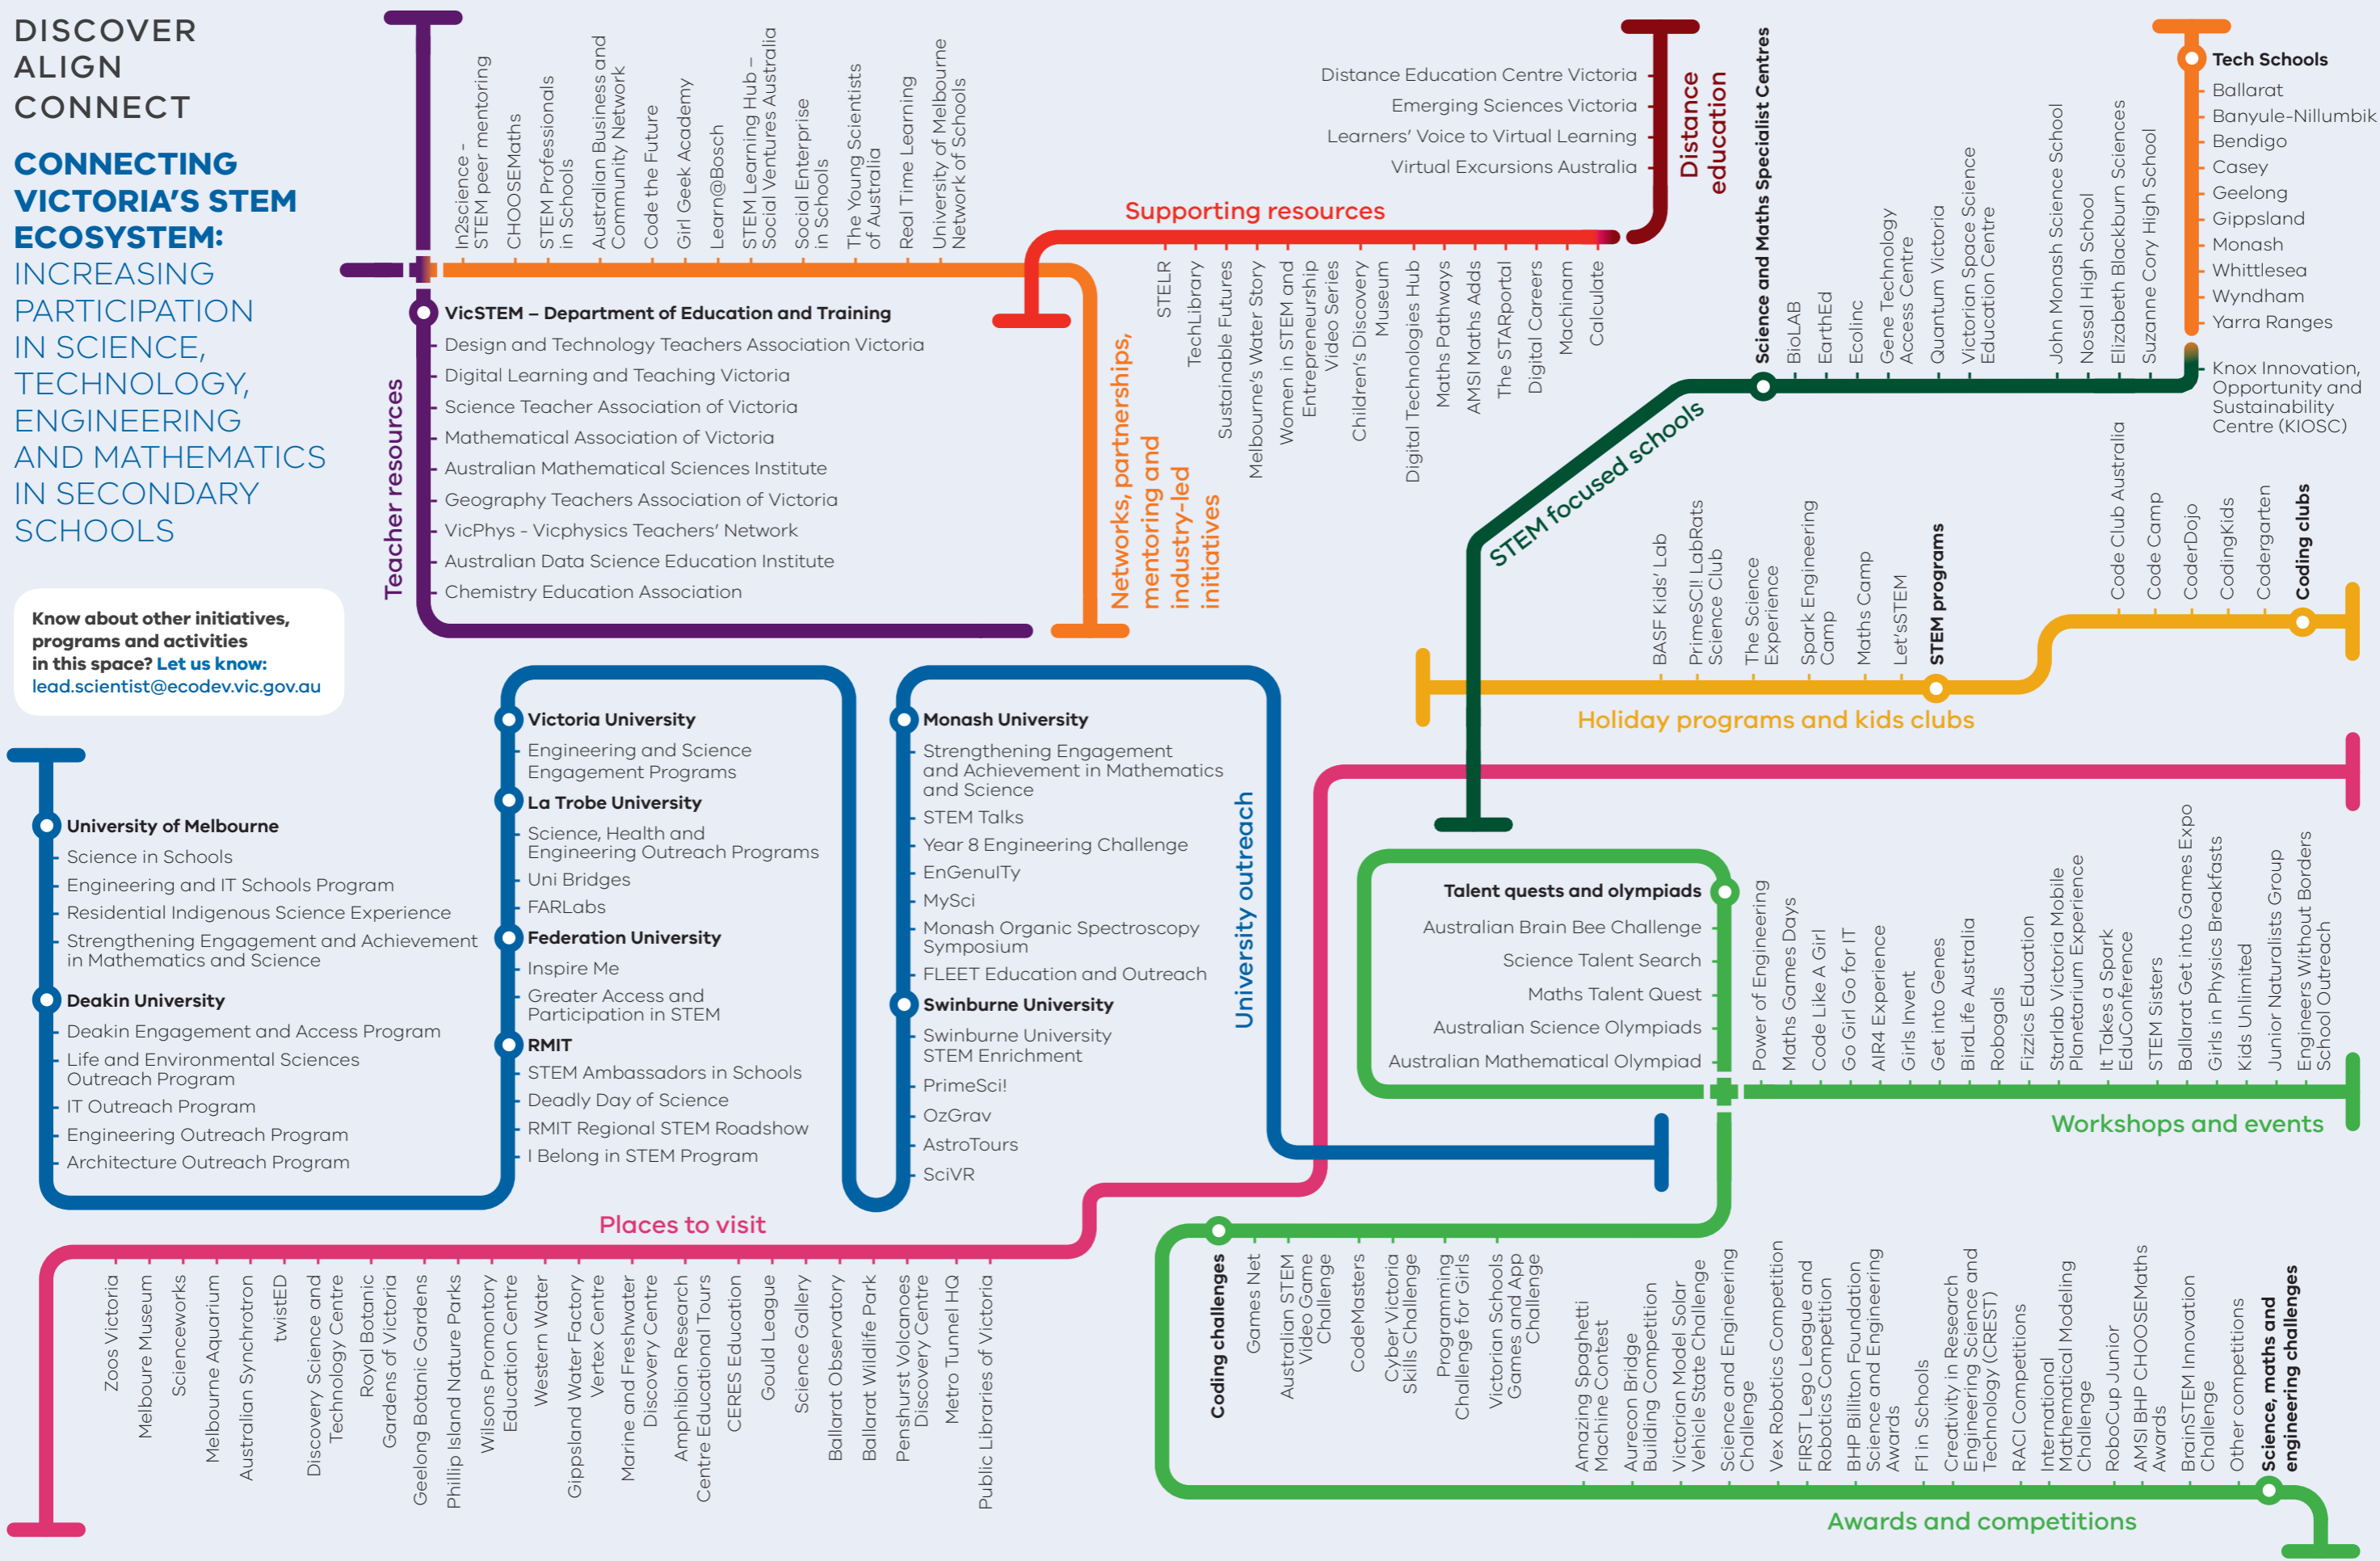 DISCOVER
ALIGN
CONNECT
CONNECTING
VICTORIA'S STEM
ECOSYSTEM:
INCREASING
PARTICIPATION
IN SCIENCE,
TECHNOLOGY,
ENGINEERING
AND MATHEMATICS
IN SECONDARY
SCHOOLS
Know about other initiatives,
programs and activities
in this space? Let us know:
lead.scientist@ecodev.vic.gov.au
In2science -
STEM peer mentoring
CHOOSEMaths
STEM Professionals
in Schools
Australian Business and
Community Network
Code the Future
Girl Geek Academy
Learn@Bosch
STEM Learning Hub –
Social Ventures Australia
Social Enterprise
in Schools
The Young Scientists
of Australia
Real Time Learning
University of Melbourne
Network of Schools
Networks, partnerships,
mentoring and
industry-led
initiatives
Teacher resources
VicSTEM – Department of Education and Training
Design and Technology Teachers Association Victoria
Digital Learning and Teaching Victoria
Science Teacher Association of Victoria
Mathematical Association of Victoria
Australian Mathematical Sciences Institute
Geography Teachers Association of Victoria
VicPhys - Vicphysics Teachers' Network
Australian Data Science Education Institute
Chemistry Education Association
Distance Education Centre Victoria
Emerging Sciences Victoria
Learners' Voice to Virtual Learning
Virtual Excursions Australia
Distance
education
Supporting resources
STELR
TechLibrary
Sustainable Futures
Melbourne's Water Story
Women in STEM and
Entrepreneurship
Video Series
Children's Discovery
Museum
Digital Technologies Hub
Maths Pathways
AMSI Maths Adds
The STARportal
Digital Careers
Machinam
Calculate
Science and Maths Specialist Centres
BioLAB
EarthEd
Ecolinc
Gene Technology
Access Centre
Quantum Victoria
Victorian Space Science
Education Centre
John Monash Science School
Nossal High School
Elizabeth Blackburn Sciences
Suzanne Cory High School
Tech Schools
Ballarat
Banyule-Nillumbik
Bendigo
Casey
Geelong
Gippsland
Monash
Whittlesea
Wyndham
Yarra Ranges
Knox Innovation,
Opportunity and
Sustainability
Centre (KIOSC)
STEM focused schools
BASF Kids' Lab
PrimeSCI! LabRats
Science Club
The Science
Experience
Spark Engineering
Camp
Maths Camp
Let'sSTEM
STEM programs
Code Club Australia
Code Camp
CoderDojo
CodingKids
Codergarten
Coding clubs
Holiday programs and kids clubs
University of Melbourne
Science in Schools
Engineering and IT Schools Program
Residential Indigenous Science Experience
Strengthening Engagement and Achievement
in Mathematics and Science
Deakin University
Deakin Engagement and Access Program
Life and Environmental Sciences
Outreach Program
IT Outreach Program
Engineering Outreach Program
Architecture Outreach Program
Victoria University
Engineering and Science
Engagement Programs
La Trobe University
Science, Health and
Engineering Outreach Programs
Uni Bridges
FARLabs
Federation University
Inspire Me
Greater Access and
Participation in STEM
RMIT
STEM Ambassadors in Schools
Deadly Day of Science
RMIT Regional STEM Roadshow
I Belong in STEM Program
Monash University
Strengthening Engagement
and Achievement in Mathematics
and Science
STEM Talks
Year 8 Engineering Challenge
EnGenuITy
MySci
Monash Organic Spectroscopy
Symposium
FLEET Education and Outreach
Swinburne University
Swinburne University
STEM Enrichment
PrimeSci!
OzGrav
AstroTours
SciVR
University outreach
Talent quests and olympiads
Australian Brain Bee Challenge
Science Talent Search
Maths Talent Quest
Australian Science Olympiads
Australian Mathematical Olympiad
Power of Engineering
Maths Games Days
Code Like A Girl
Go Girl Go for IT
AIR4 Experience
Girls Invent
Get into Genes
BirdLife Australia
Robogals
Fizzics Education
Starlab Victoria Mobile
Planetarium Experience
It Takes a Spark
EduConference
STEM Sisters
Ballarat Get into Games Expo
Girls in Physics Breakfasts
Kids Unlimited
Junior Naturalists Group
Engineers Without Borders
School Outreach
Workshops and events
Places to visit
Zoos Victoria
Melboure Museum
Scienceworks
Melbourne Aquarium
Australian Synchrotron
twistED
Discovery Science and
Technology Centre
Royal Botanic
Gardens of Victoria
Geelong Botanic Gardens
Phillip Island Nature Parks
Wilsons Promontory
Education Centre
Western Water
Gippsland Water Factory
Vertex Centre
Marine and Freshwater
Discovery Centre
Amphibian Research
Centre Educational Tours
CERES Education
Gould League
Science Gallery
Ballarat Observatory
Ballarat Wildlife Park
Penshurst Volcanoes
Discovery Centre
Metro Tunnel HQ
Public Libraries of Victoria
Coding challenges
Games Net
Australian STEM
Video Game
Challenge
CodeMasters
Cyber Victoria
Skills Challenge
Programming
Challenge for Girls
Victorian Schools
Games and App
Challenge
Amazing Spaghetti
Machine Contest
Aurecon Bridge
Building Competition
Victorian Model Solar
Vehicle State Challenge
Science and Engineering
Challenge
Vex Robotics Competition
FIRST Lego League and
Robotics Competition
BHP Billiton Foundation
Science and Engineering
Awards
F1 in Schools
Creativity in Research
Engineering Science and
Technology (CREST)
RACI Competitions
International
Mathematical Modeling
Challenge
RoboCup Junior
AMSI BHP CHOOSEMaths
Awards
BrainSTEM Innovation
Challenge
Other competitions
Science, maths and
engineering challenges
Awards and competitions